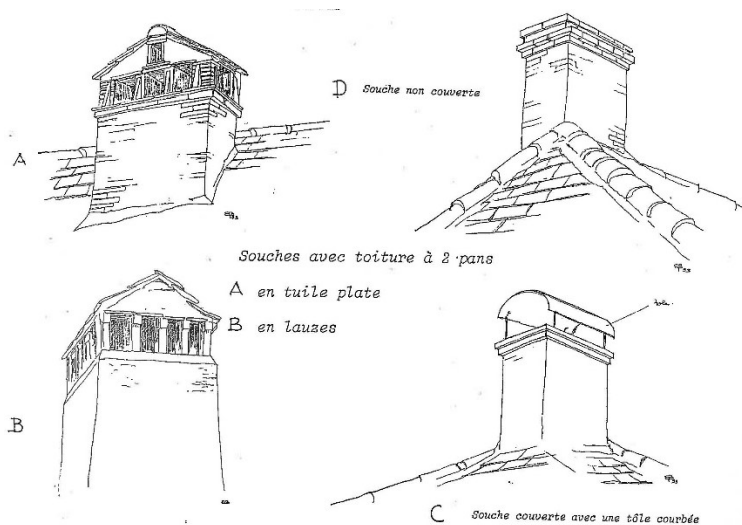 D Souche non couverte
A
Souches avec toiture à 2 pans
A en tuile plate
B en lauzes
tole
B
C Souche couverte avec une tôle courbée